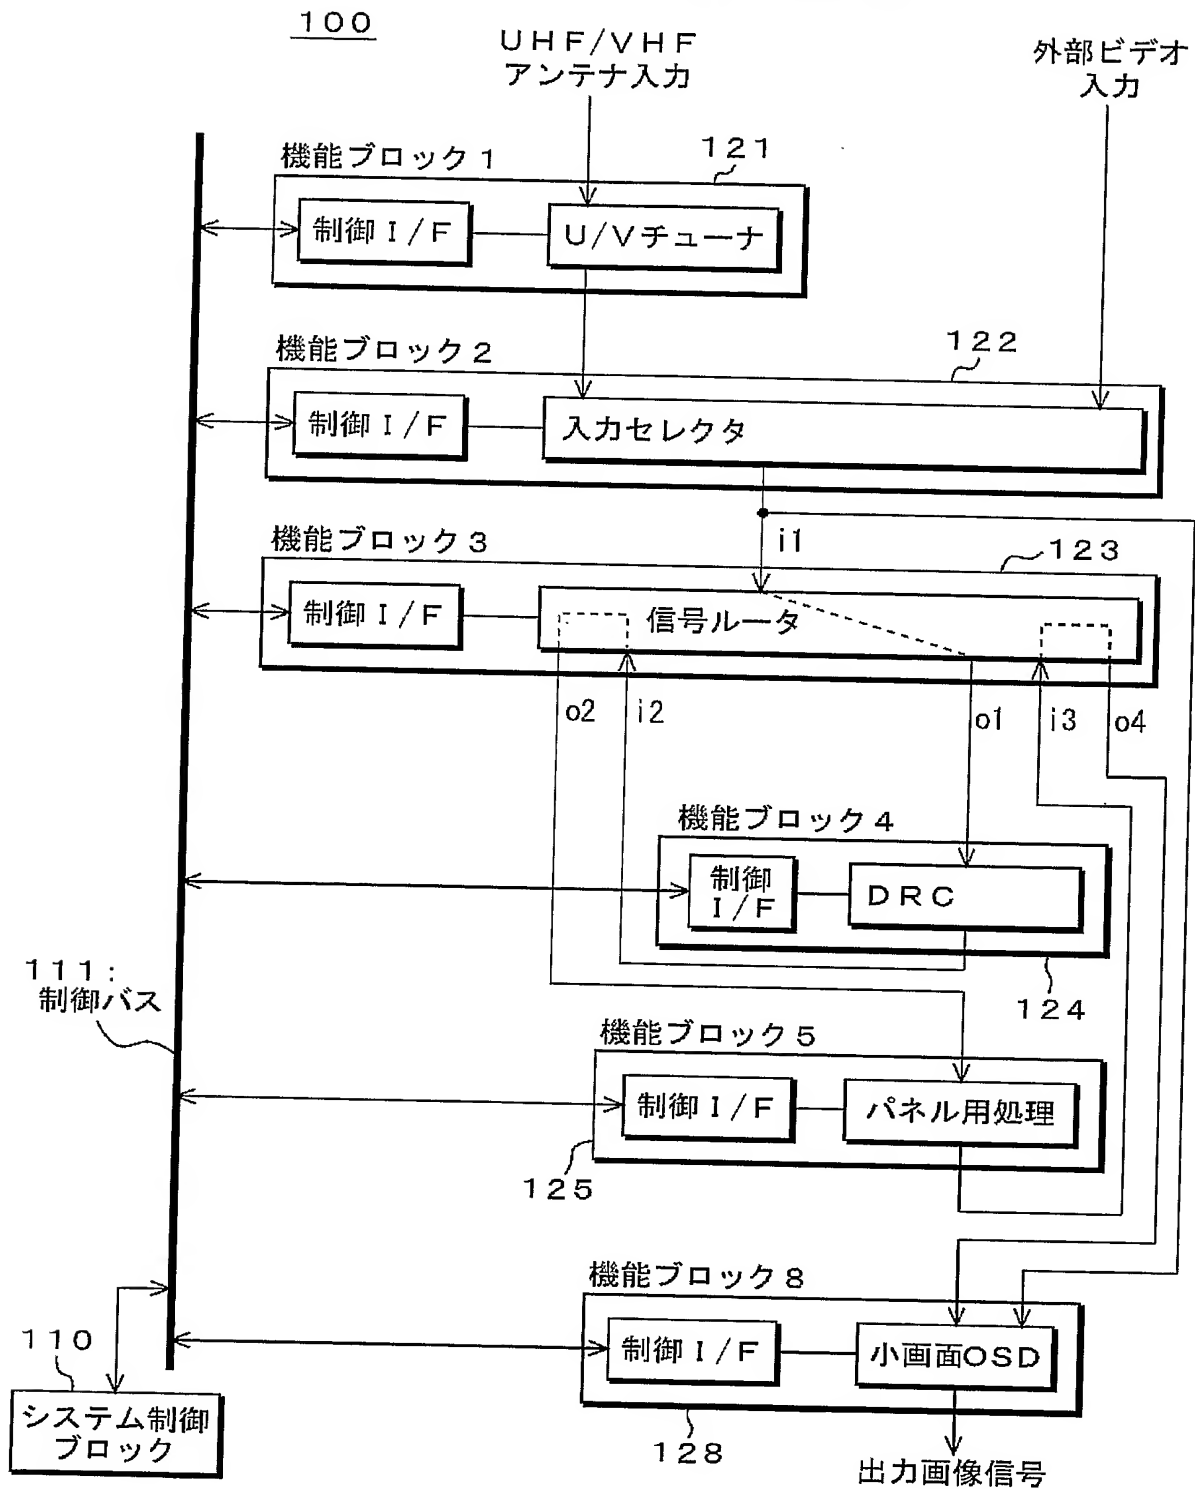 100
UHF/VHF
アンテナ入力
外部ビデオ
入力
機能ブロック1
121
制御I/F
U/Vチューナ
機能ブロック2
122
制御I/F
入力セレクタ
機能ブロック3
i1
123
制御I/F
信号ルータ
o2
i2
o1
i3
o4
機能ブロック4
制御
I/F
DRC
124
111:
制御バス
機能ブロック5
制御I/F
パネル用処理
125
機能ブロック8
制御I/F
小画面OSD
128
110
システム制御
ブロック
出力画像信号